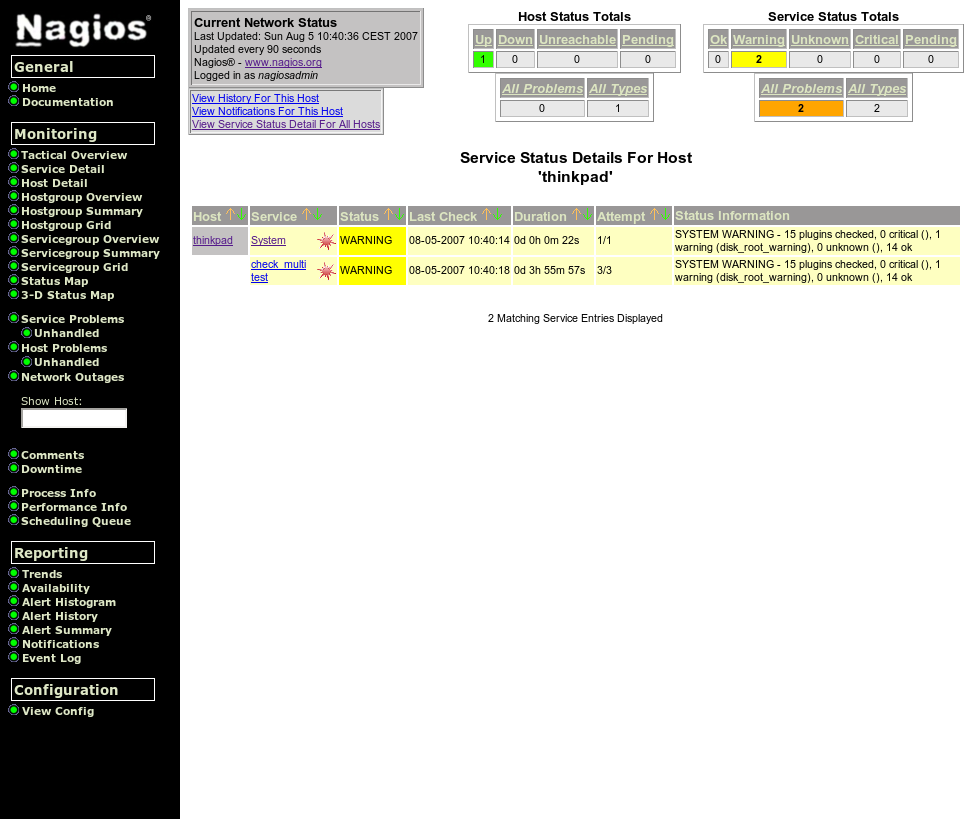 Nagios®
General
Home
Documentation
Monitoring
Tactical Overview
Service Detail
Host Detail
Hostgroup Overview
Hostgroup Summary
Hostgroup Grid
Servicegroup Overview
Servicegroup Summary
Servicegroup Grid
Status Map
3-D Status Map
Service Problems
Unhandled
Host Problems
Unhandled
Network Outages
Show Host:
Comments
Downtime
Process Info
Performance Info
Scheduling Queue
Reporting
Trends
Availability
Alert Histogram
Alert History
Alert Summary
Notifications
Event Log
Configuration
View Config
Current Network Status
Last Updated: Sun Aug 5 10:40:36 CEST 2007
Updated every 90 seconds
Nagios® - www.nagios.org
Logged in as nagiosadmin
View History For This Host
View Notifications For This Host
View Service Status Detail For All Hosts
Host Status Totals
Up Down Unreachable Pending
1 0 0 0
All Problems All Types
0 1
Service Status Totals
Ok Warning Unknown Critical Pending
0 2 0 0 0
All Problems All Types
2 2
Service Status Details For Host
'thinkpad'
Host Service Status Last Check Duration Attempt Status Information
thinkpad System WARNING 08-05-2007 10:40:14 0d 0h 0m 22s 1/1 SYSTEM WARNING - 15 plugins checked, 0 critical (), 1
warning (disk_root_warning), 0 unknown (), 14 ok
check_multi WARNING 08-05-2007 10:40:18 0d 3h 55m 57s 3/3 SYSTEM WARNING - 15 plugins checked, 0 critical (), 1
test warning (disk_root_warning), 0 unknown (), 14 ok
2 Matching Service Entries Displayed